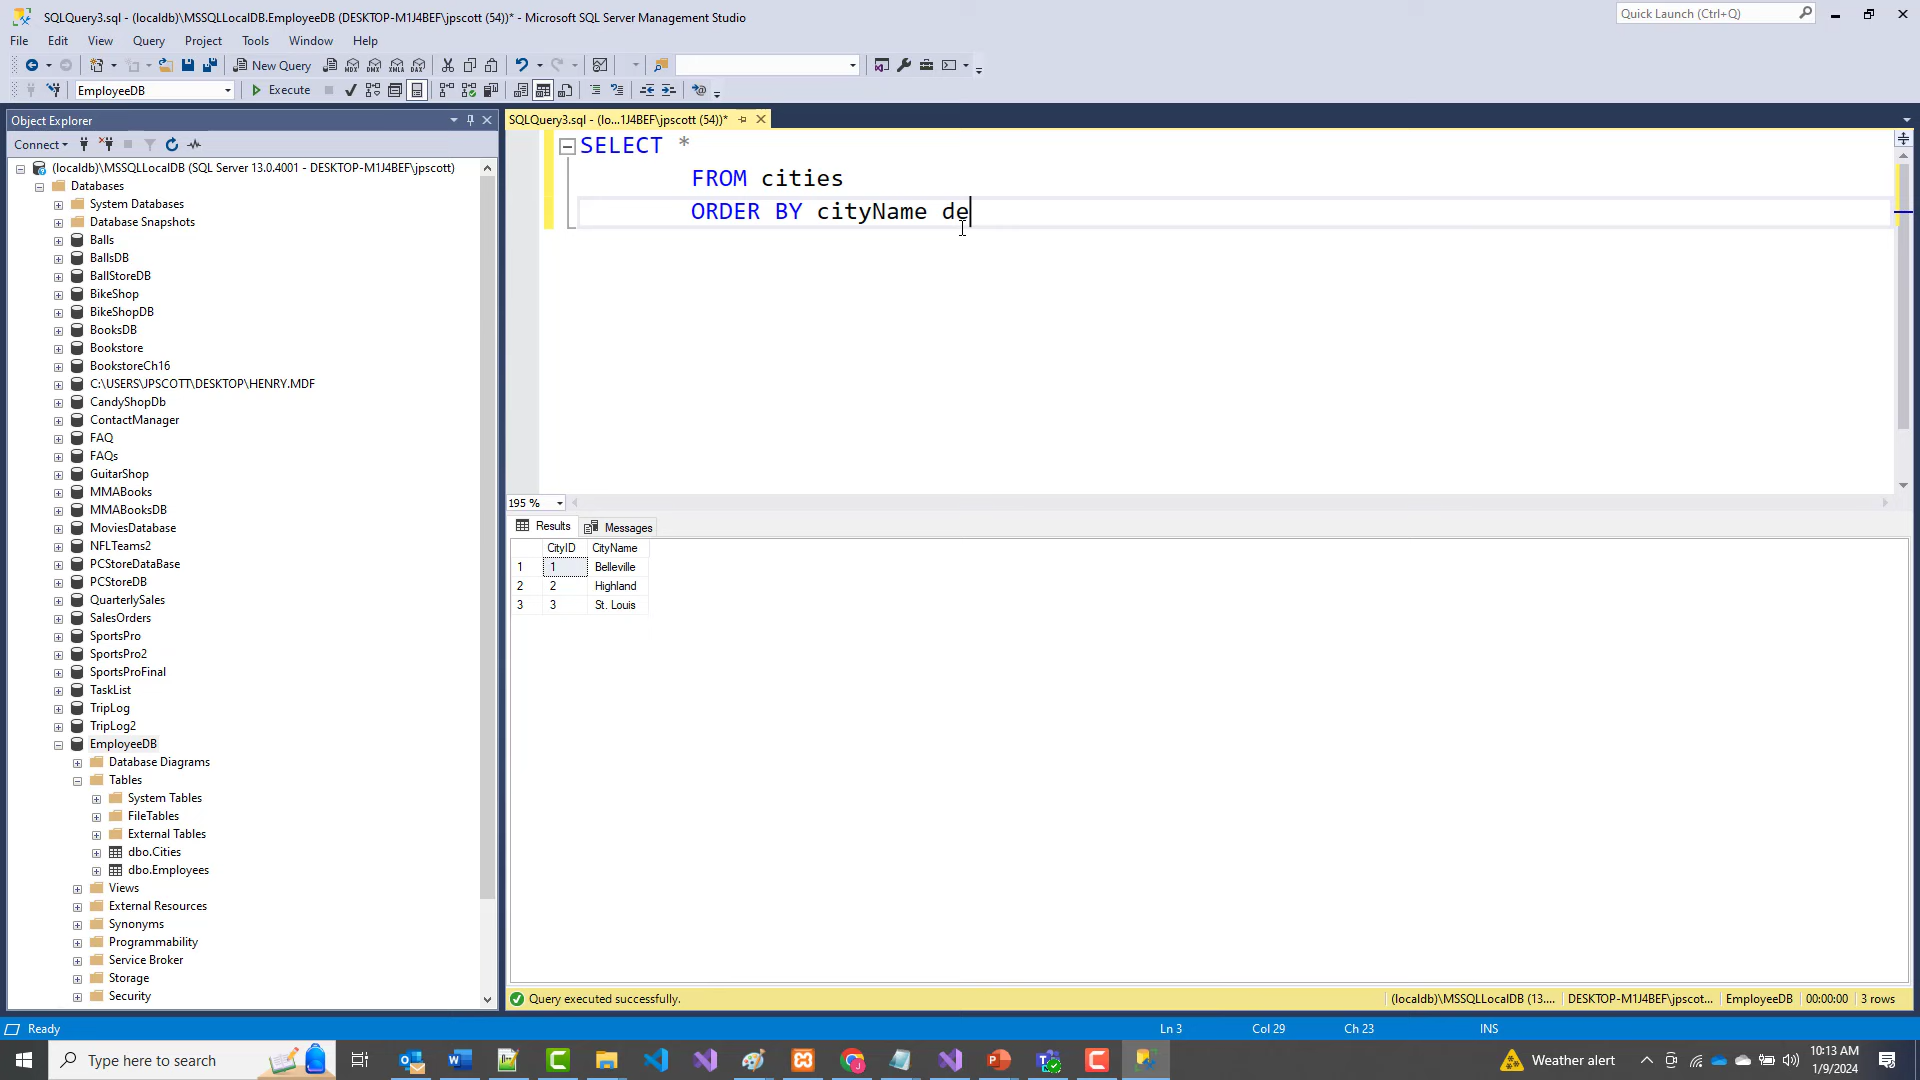 SQLQuery3.sql - (localdb)\MSSQLLocalDB.EmployeeDB (DESKTOP-M1J4BEF\jpscott (54))* - Microsoft SQL Server Management Studio
Quick Launch (Ctrl+Q)
File Edit View Query Project Tools Window Help
New Query
EmployeeDB
Execute
Object Explorer
SQLQuery3.sql - (lo...1J4BEF\jpscott (54))*
Connect
(localdb)\MSSQLLocalDB (SQL Server 13.0.4001 - DESKTOP-M1J4BEF\jpscott)
Databases
System Databases
Database Snapshots
Balls
BallsDB
BallStoreDB
BikeShop
BikeShopDB
BooksDB
Bookstore
BookstoreCh16
C:\USERS\JPSCOTT\DESKTOP\HENRY.MDF
CandyShopDb
ContactManager
FAQ
FAQs
GuitarShop
MMABooks
MMABooksDB
MoviesDatabase
NFLTeams2
PCStoreDataBase
PCStoreDB
QuarterlySales
SalesOrders
SportsPro
SportsPro2
SportsProFinal
TaskList
TripLog
TripLog2
EmployeeDB
Database Diagrams
Tables
System Tables
FileTables
External Tables
dbo.Cities
dbo.Employees
Views
External Resources
Synonyms
Programmability
Service Broker
Storage
Security
SELECT *
FROM cities
ORDER BY cityName de
195 %
Results Messages
CityID CityName
1 1 Belleville
2 2 Highland
3 3 St. Louis
Query executed successfully.
(localdb)\MSSQLLocalDB (13.... DESKTOP-M1J4BEF\jpscot... EmployeeDB 00:00:00 3 rows
Ready
Ln 3 Col 29 Ch 23 INS
Type here to search
Weather alert
10:13 AM
1/9/2024